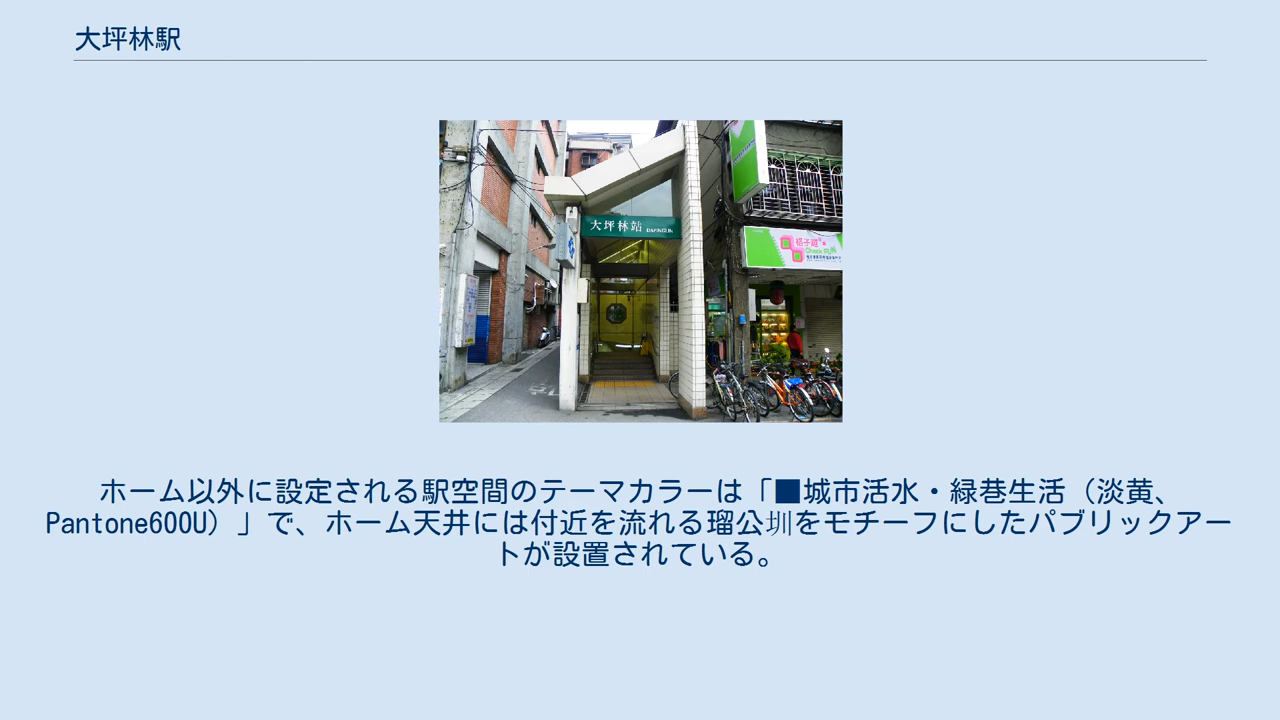 大坪林駅
大坪林站 DAPINGLIN
ホーム以外に設定される駅空間のテーマカラーは「■城市活水・緑巷生活（淡黄、
Pantone600U）」で、ホーム天井には付近を流れる瑠公圳をモチーフにしたパブリックアー
トが設置されている。